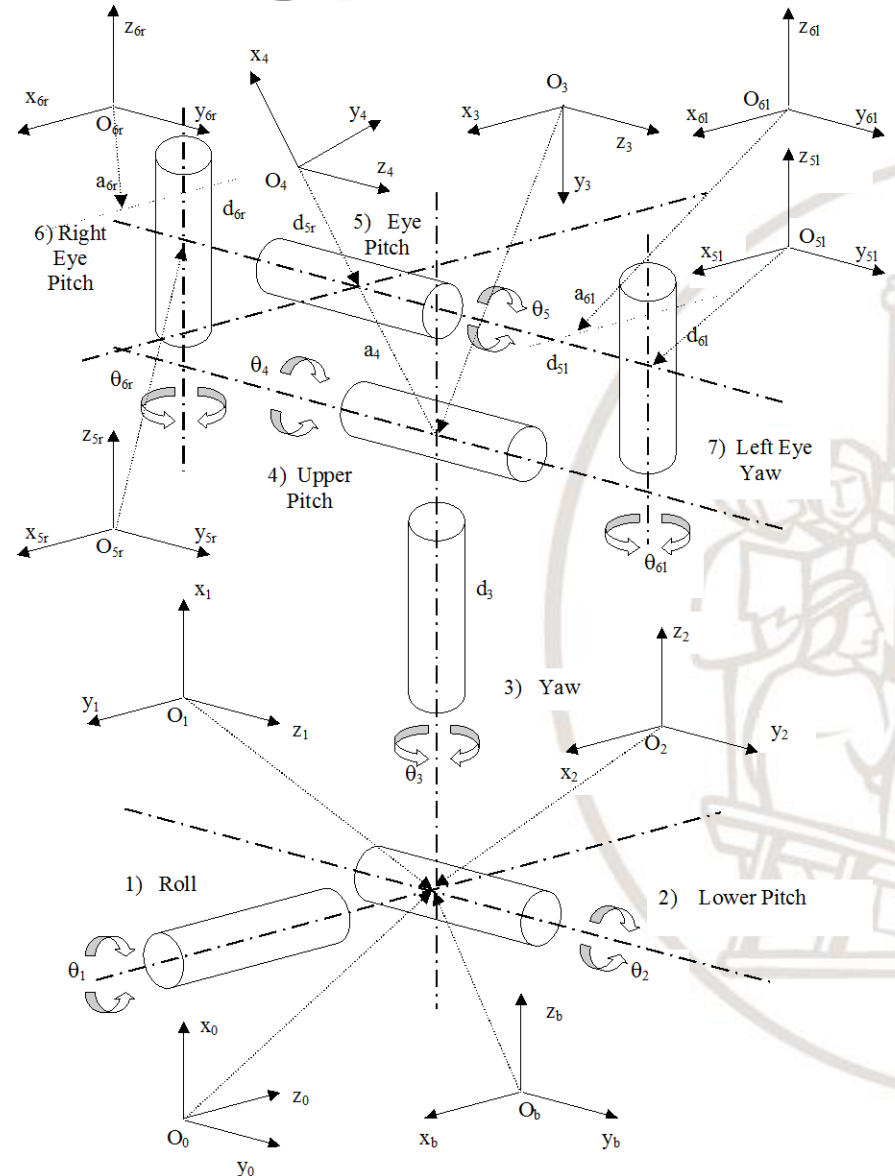 z6r
x4
z6l
x6r
y6r
O6r
y4
O3
x3
z3
O6l
x6l
y6l
a6r
O4
z4
y3
z5l
d6r
6) Right
Eye
Pitch
d5r
5) Eye
Pitch
O5l
x5l
y5l
θ5
a6l
a4
d6l
d5l
θ4
θ6r
z5r
4) Upper
Pitch
7) Left Eye
Yaw
x5r
y5r
O5r
θ6l
x1
d3
z2
3) Yaw
y1
O1
z1
y2
O2
x2
θ3
1) Roll
2) Lower Pitch
θ1
θ2
x0
zb
z0
O0
y0
xb
Ob
yb